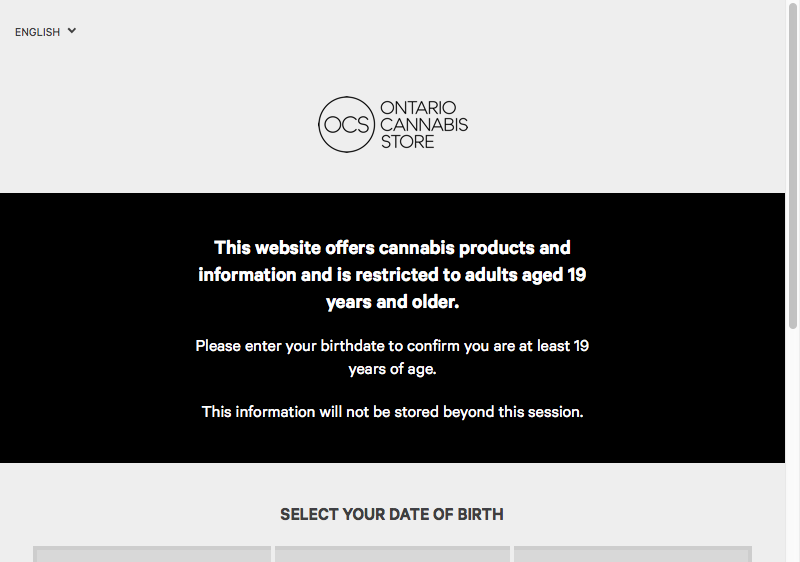 ENGLISH
OCS
ONTARIO
CANNABIS
STORE
This website offers cannabis products and
information and is restricted to adults aged 19
years and older.
Please enter your birthdate to confirm you are at least 19
years of age.
This information will not be stored beyond this session.
SELECT YOUR DATE OF BIRTH